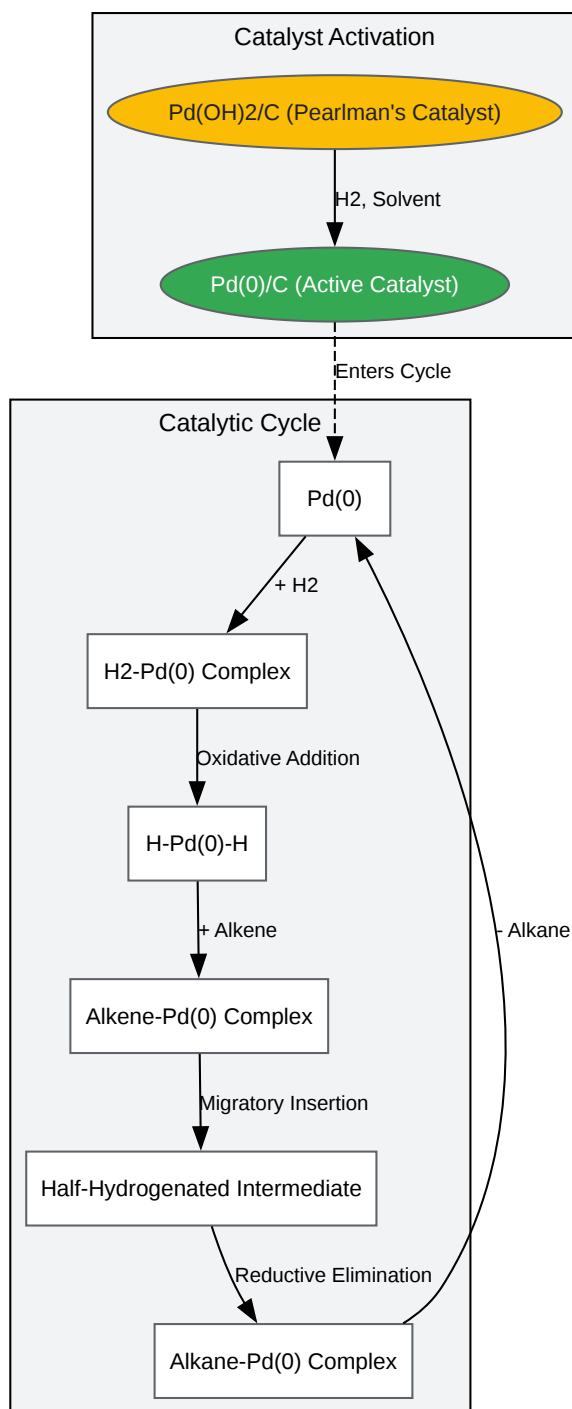 Catalyst Activation
Pd(OH)2/C (Pearlman's Catalyst)
H2, Solvent
Pd(0)/C (Active Catalyst)
Enters Cycle
Catalytic Cycle
Pd(0)
+ H2
H2-Pd(0) Complex
Oxidative Addition
H-Pd(0)-H
+ Alkene
- Alkane
Alkene-Pd(0) Complex
Migratory Insertion
Half-Hydrogenated Intermediate
Reductive Elimination
Alkane-Pd(0) Complex